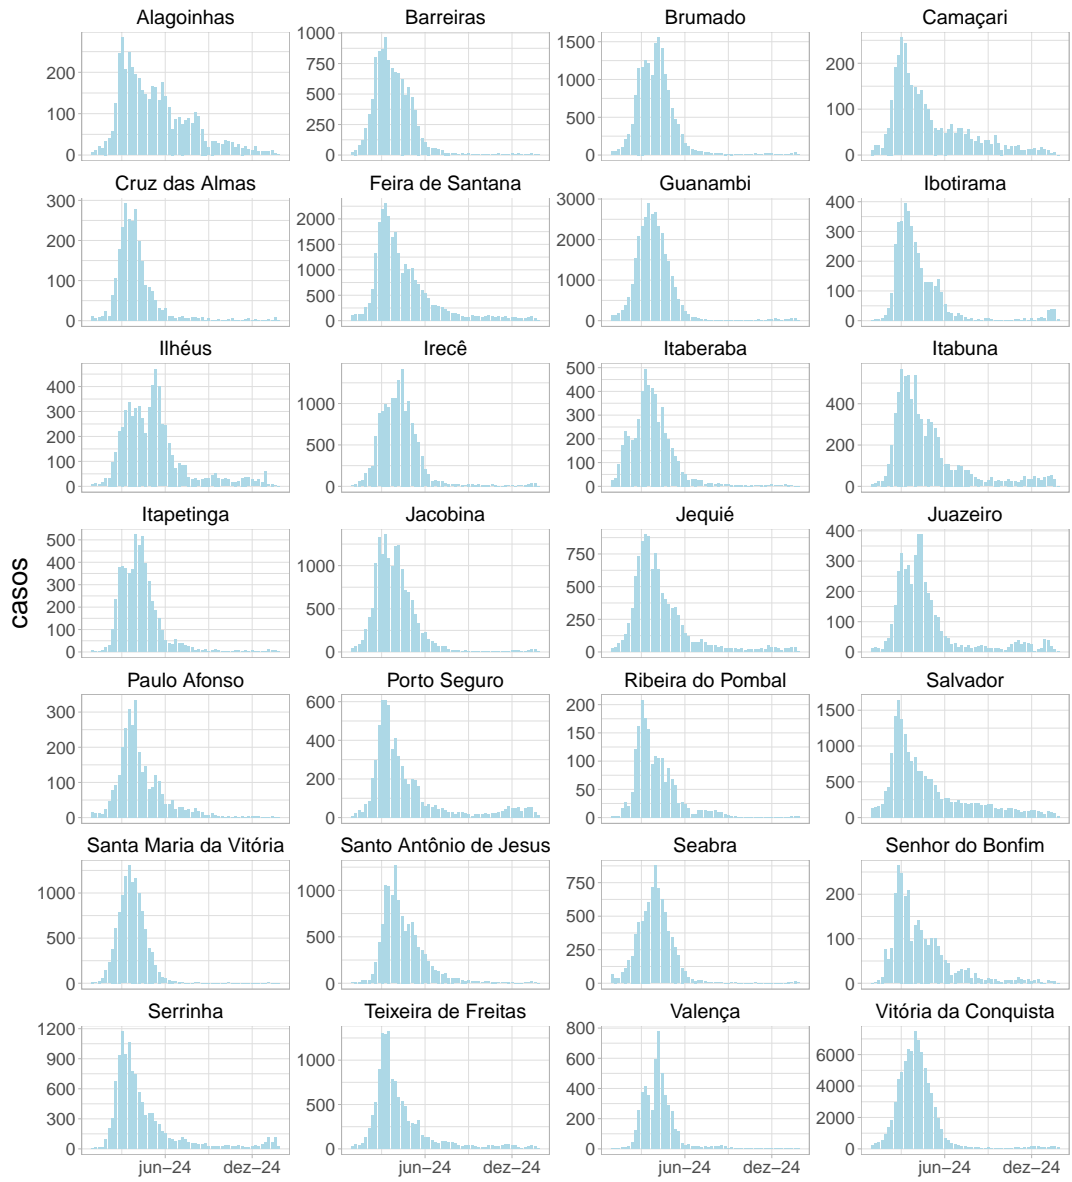 Alagoinhas Barreiras Brumado Camaçari
300 200 100 0
1000 750 500 250 0
1500 1000 500 0
200 100 0
Cruz das Almas Feira de Santana Guanambi Ibotirama
300 200 100 0
2000 1500 1000 500 0
3000 2000 1000 0
400 300 200 100 0
Ilhéus Irecê Itaberaba Itabuna
400 300 200 100 0
1000 500 0
500 400 300 200 100 0
400 200 0
Itapetinga Jacobina Jequié Juazeiro
500 400 300 200 100 0
1000 500 0
750 500 250 0
400 300 200 100 0
casos
Paulo Afonso Porto Seguro Ribeira do Pombal Salvador
300 200 100 0
600 400 200 0
200 150 100 50 0
1500 1000 500 0
Santa Maria da Vitória Santo Antônio de Jesus Seabra Senhor do Bonfim
1000 500 0
1000 500 0
750 500 250 0
200 100 0
Serrinha Teixeira de Freitas Valença Vitória da Conquista
1200 900 600 300 0
1000 500 0
800 600 400 200 0
6000 4000 2000 0
jun−24 dez−24 jun−24 dez−24 jun−24 dez−24 jun−24 dez−24